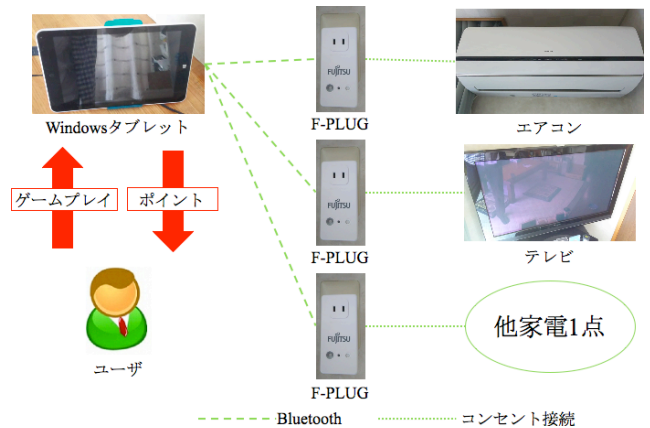 FUJITSU
F-PLUG
Windowsタブレット
エアコン
ゲームプレイ
ポイント
FUJITSU
F-PLUG
テレビ
ユーザ
FUJITSU
F-PLUG
他家電1点
Bluetooth
コンセント接続